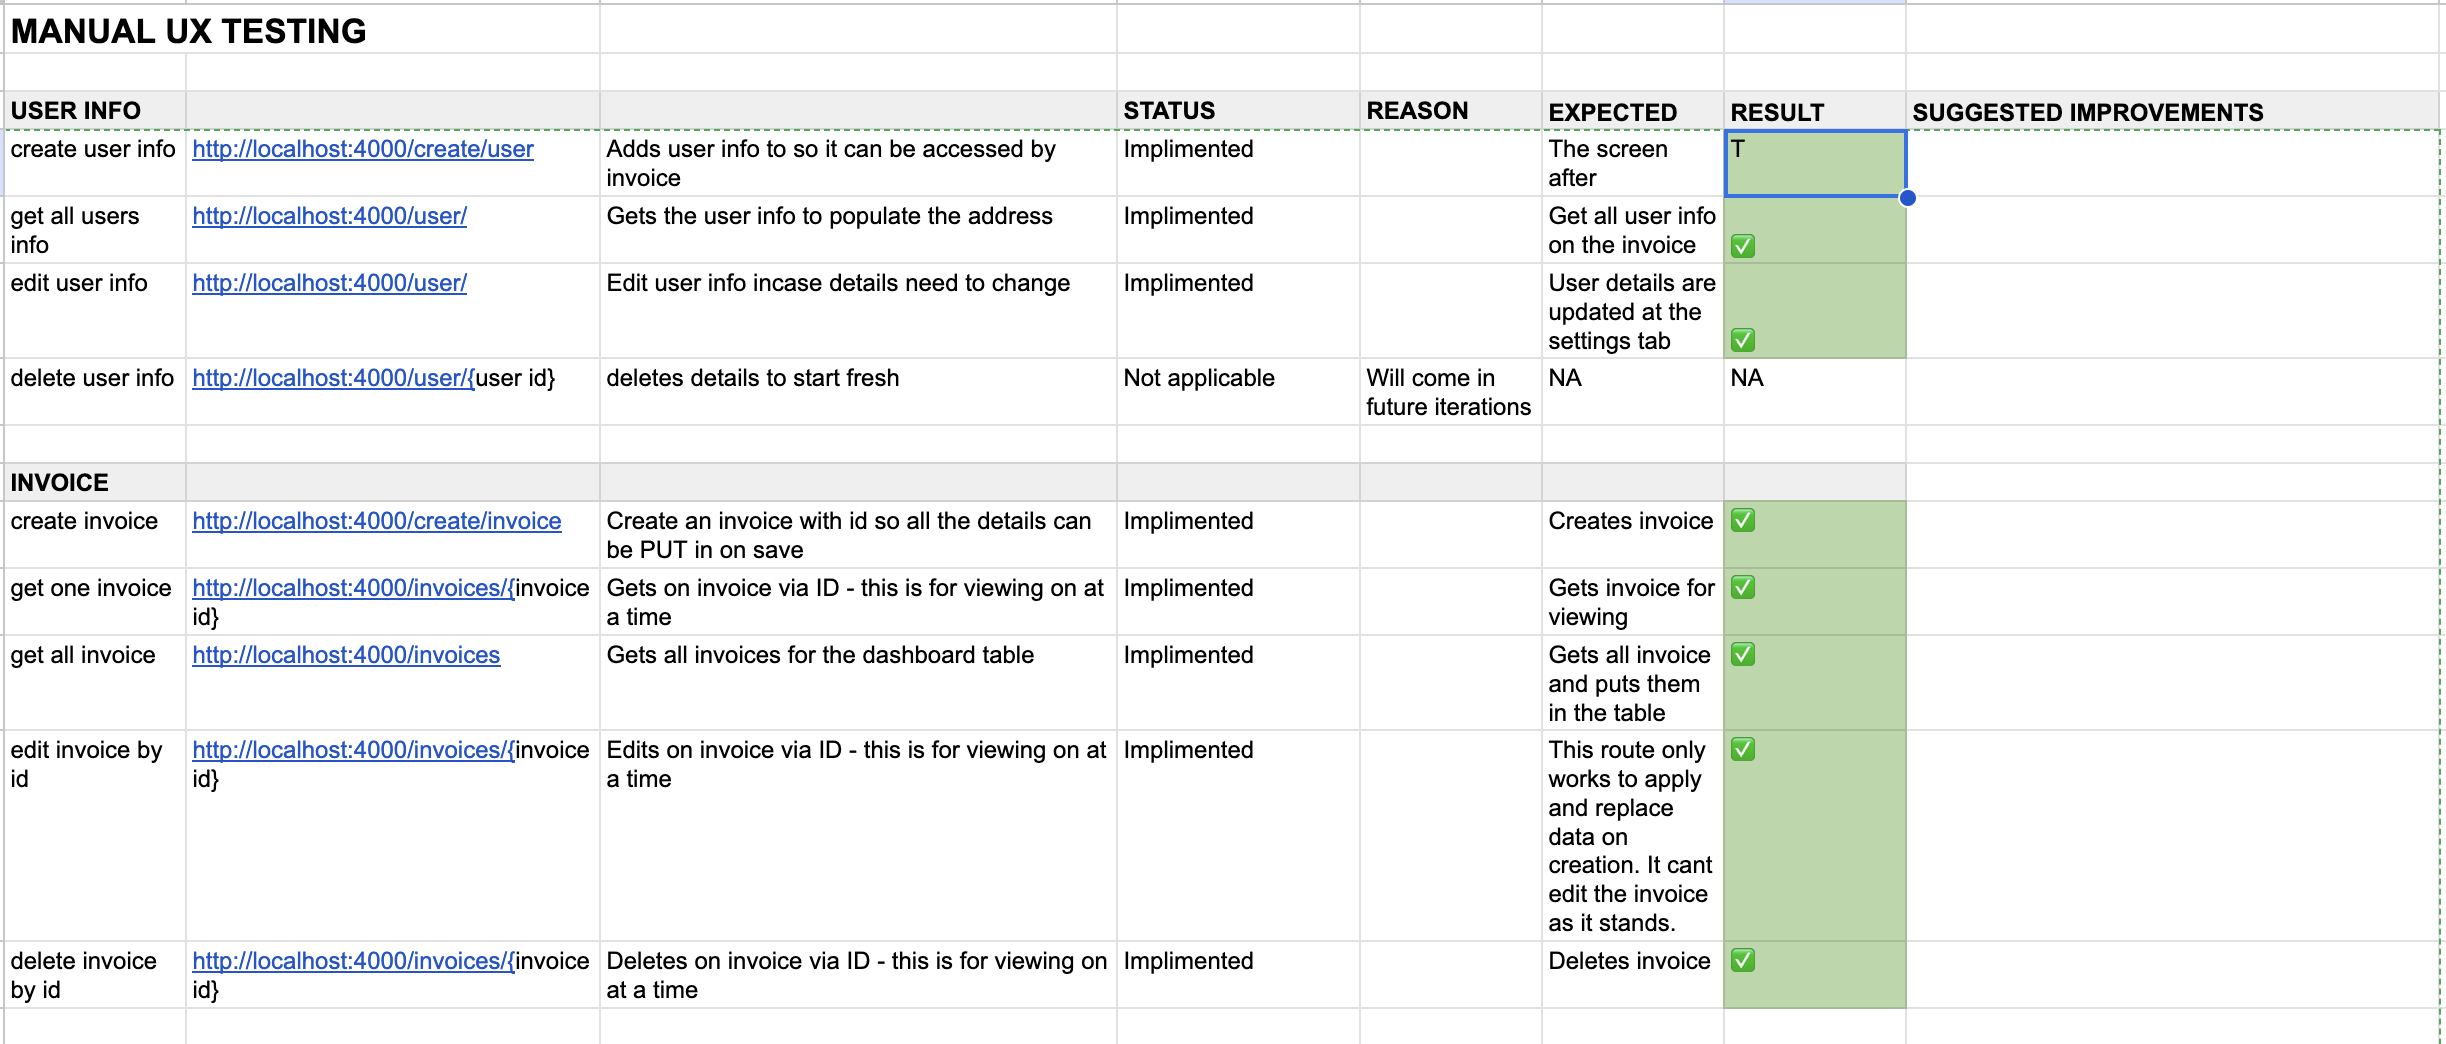 MANUAL UX TESTING
USER INFO STATUS REASON EXPECTED RESULT SUGGESTED IMPROVEMENTS
create user info http://localhost:4000/create/user Adds user info to so it can be accessed by Implimented The screen T
invoice after
get all users http://localhost:4000/user/ Gets the user info to populate the address Implimented Get all user info
info on the invoice ✅
edit user info http://localhost:4000/user/ Edit user info incase details need to change Implimented User details are
updated at the
settings tab ✅
delete user info http://localhost:4000/user/{user id} deletes details to start fresh Not applicable Will come in NA NA
future iterations
INVOICE
create invoice http://localhost:4000/create/invoice Create an invoice with id so all the details can Implimented Creates invoice ✅
be PUT in on save
get one invoice http://localhost:4000/invoices/{invoice Gets on invoice via ID - this is for viewing on at Implimented Gets invoice for ✅
id} a time viewing
get all invoice http://localhost:4000/invoices Gets all invoices for the dashboard table Implimented Gets all invoice ✅
and puts them
in the table
edit invoice by http://localhost:4000/invoices/{invoice Edits on invoice via ID - this is for viewing on at Implimented This route only ✅
id id} a time works to apply
and replace
data on
creation. It cant
edit the invoice
as it stands.
delete invoice http://localhost:4000/invoices/{invoice Deletes on invoice via ID - this is for viewing on Implimented Deletes invoice ✅
by id id} at a time